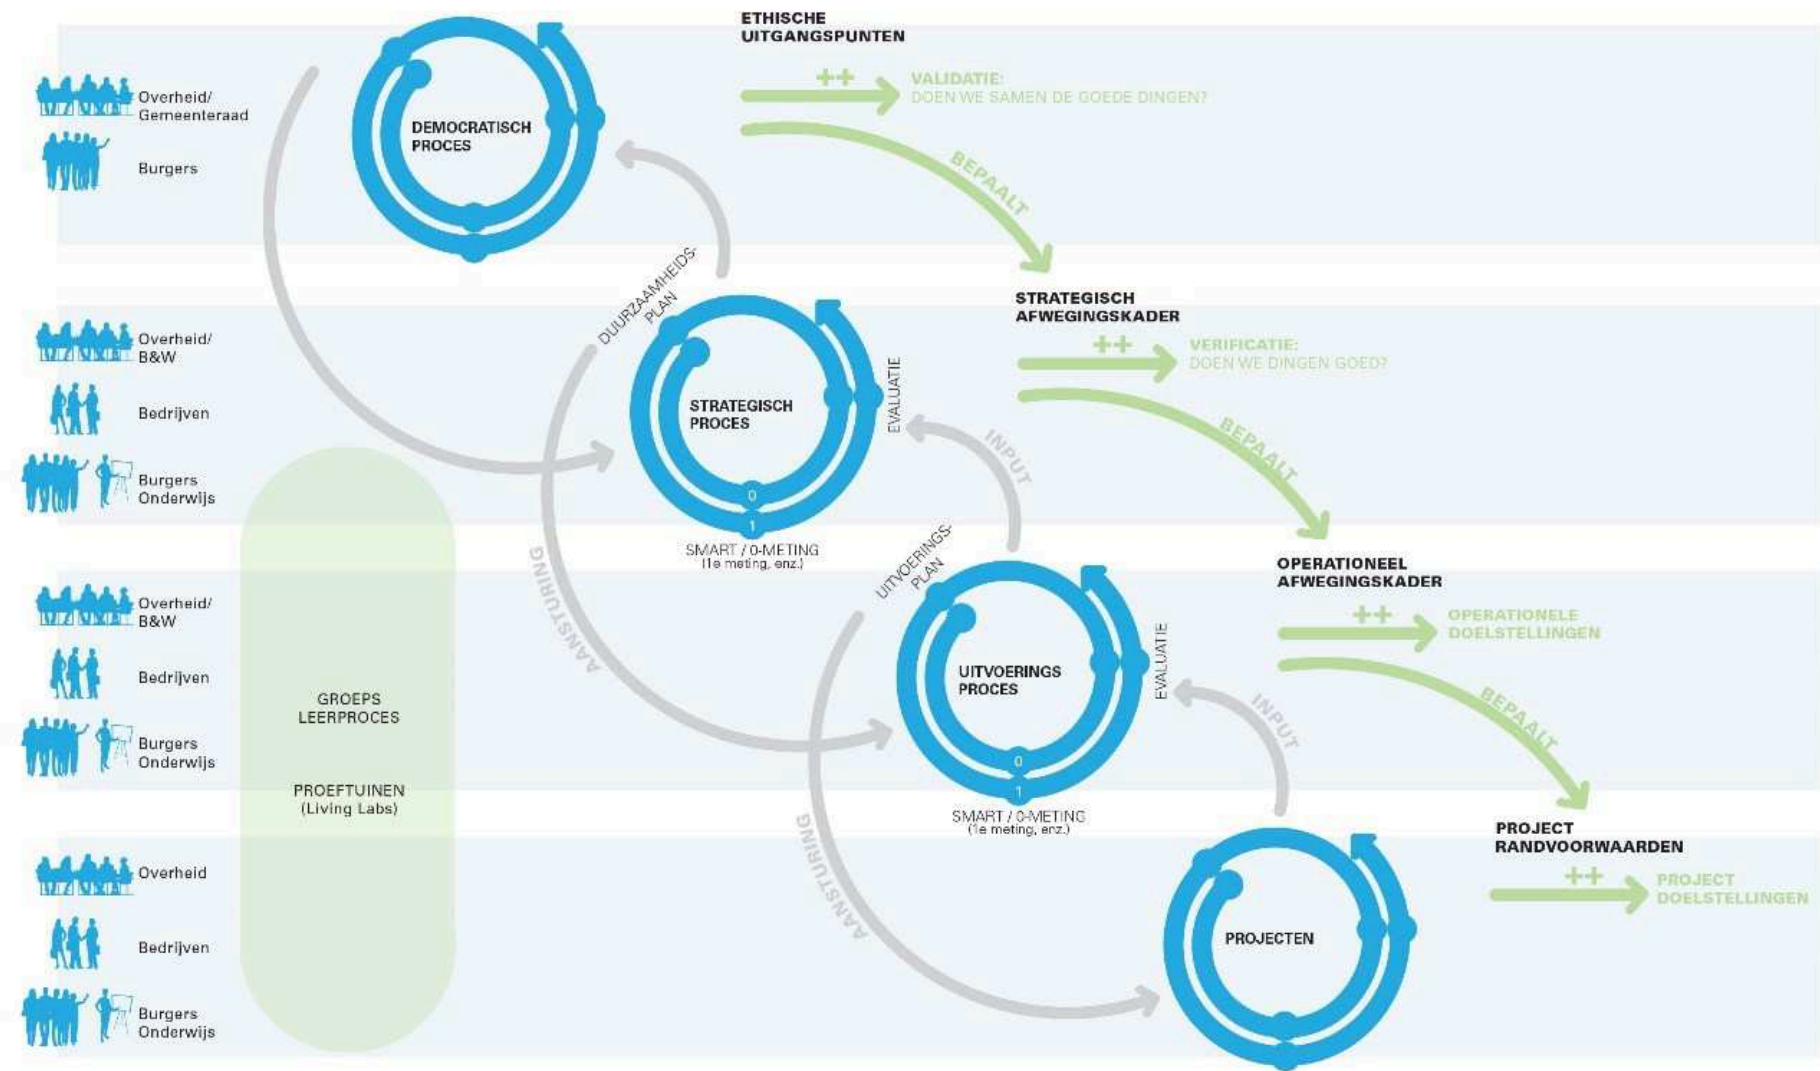 ETHISCHE
UITGANGSPUNTEN
++
VALIDATIE:
DOEN WE SAMEN DE GOEDE DINGEN?
Overheid/
Gemeenteraad
Burgers
DEMOCRATISCH
PROCES
BEPAALT
DUURZAAMHEIDS-
PLAN
STRATEGISCH
AFWEGINGSKADER
++
VERIFICATIE:
DOEN WE DINGEN GOED?
Overheid/
B&W
Bedrijven
Burgers
Onderwijs
STRATEGISCH
PROCES
EVALUATIE
0
1
SMART / 0-METING
(1e meting, enz.)
INPUT
BEPAALT
AANSTURING
UITVOERINGS-
PLAN
OPERATIONEEL
AFWEGINGSKADER
++
OPERATIONELE
DOELSTELLINGEN
Overheid/
B&W
Bedrijven
Burgers
Onderwijs
GROEPS
LEERPROCES
PROEFTUINEN
(Living Labs)
UITVOERINGS
PROCES
EVALUATIE
0
1
SMART / 0-METING
(1e meting, enz.)
INPUT
BEPAALT
AANSTURING
PROJECT
RANDVOORWAARDEN
++
PROJECT
DOELSTELLINGEN
Overheid
Bedrijven
Burgers
Onderwijs
PROJECTEN